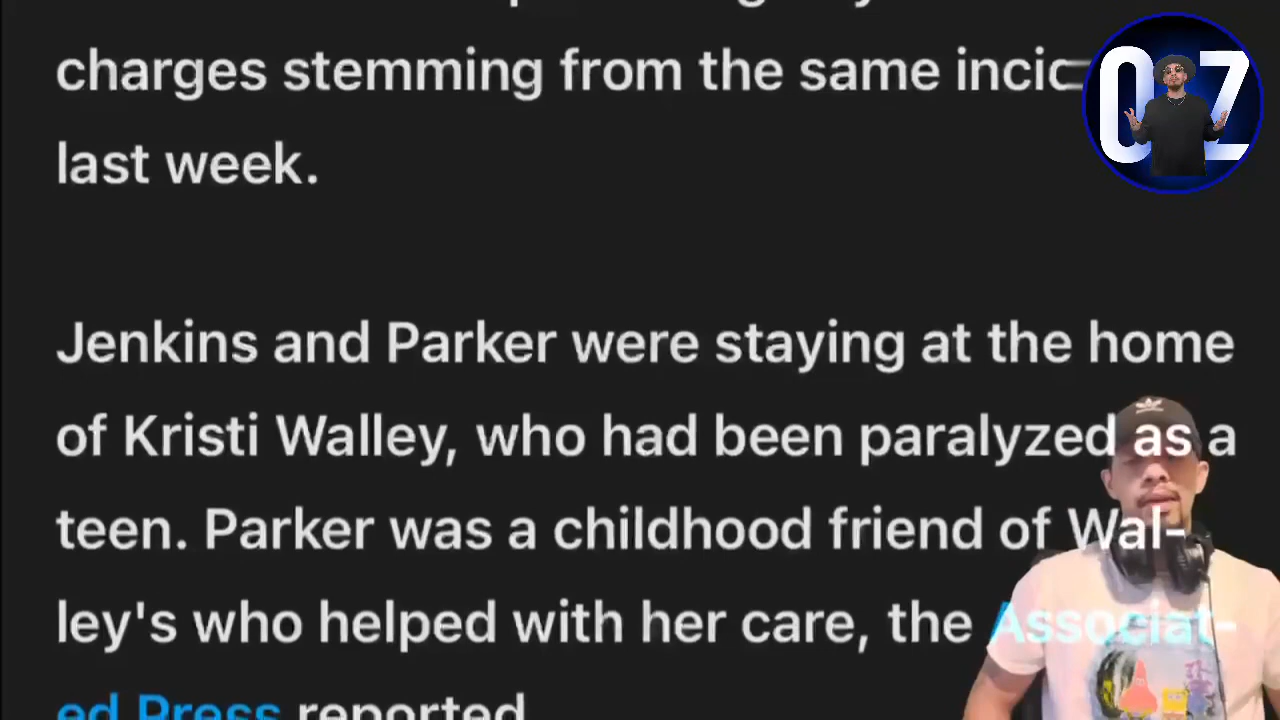 charges stemming from the same
last week.
Jenkins and Parker were staying at the home
of Kristi Walley, who had been paralyzed as a
teen. Parker was a childhood friend of Wal-
ley's who helped with her care, the Associat-
ed Press reported
OZ